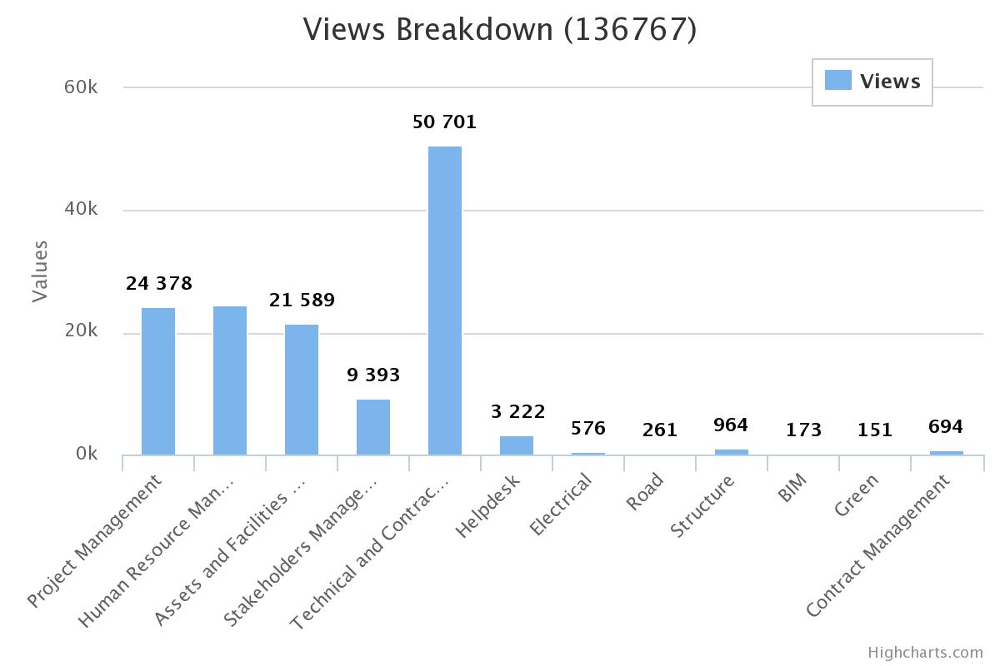 Views Breakdown (136767)
Views
60k
40k
20k
0k
Values
24 378
21 589
9 393
50 701
3 222
576
261
964
173
151
694
Project Management
Human Resource Man...
Assets and Facilities ...
Stakeholders Manage...
Technical and Contrac...
Helpdesk
Electrical
Road
Structure
BIM
Green
Contract Management
Highcharts.com